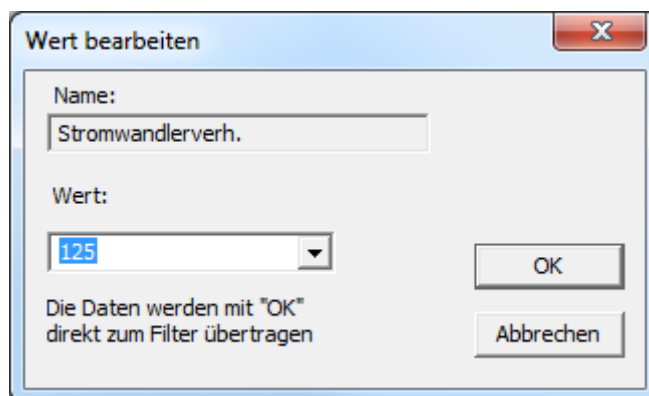 Wert bearbeiten
Name:
Stromwandlerverh.
Wert:
125
OK
Die Daten werden mit "OK"
direkt zum Filter übertragen
Abbrechen